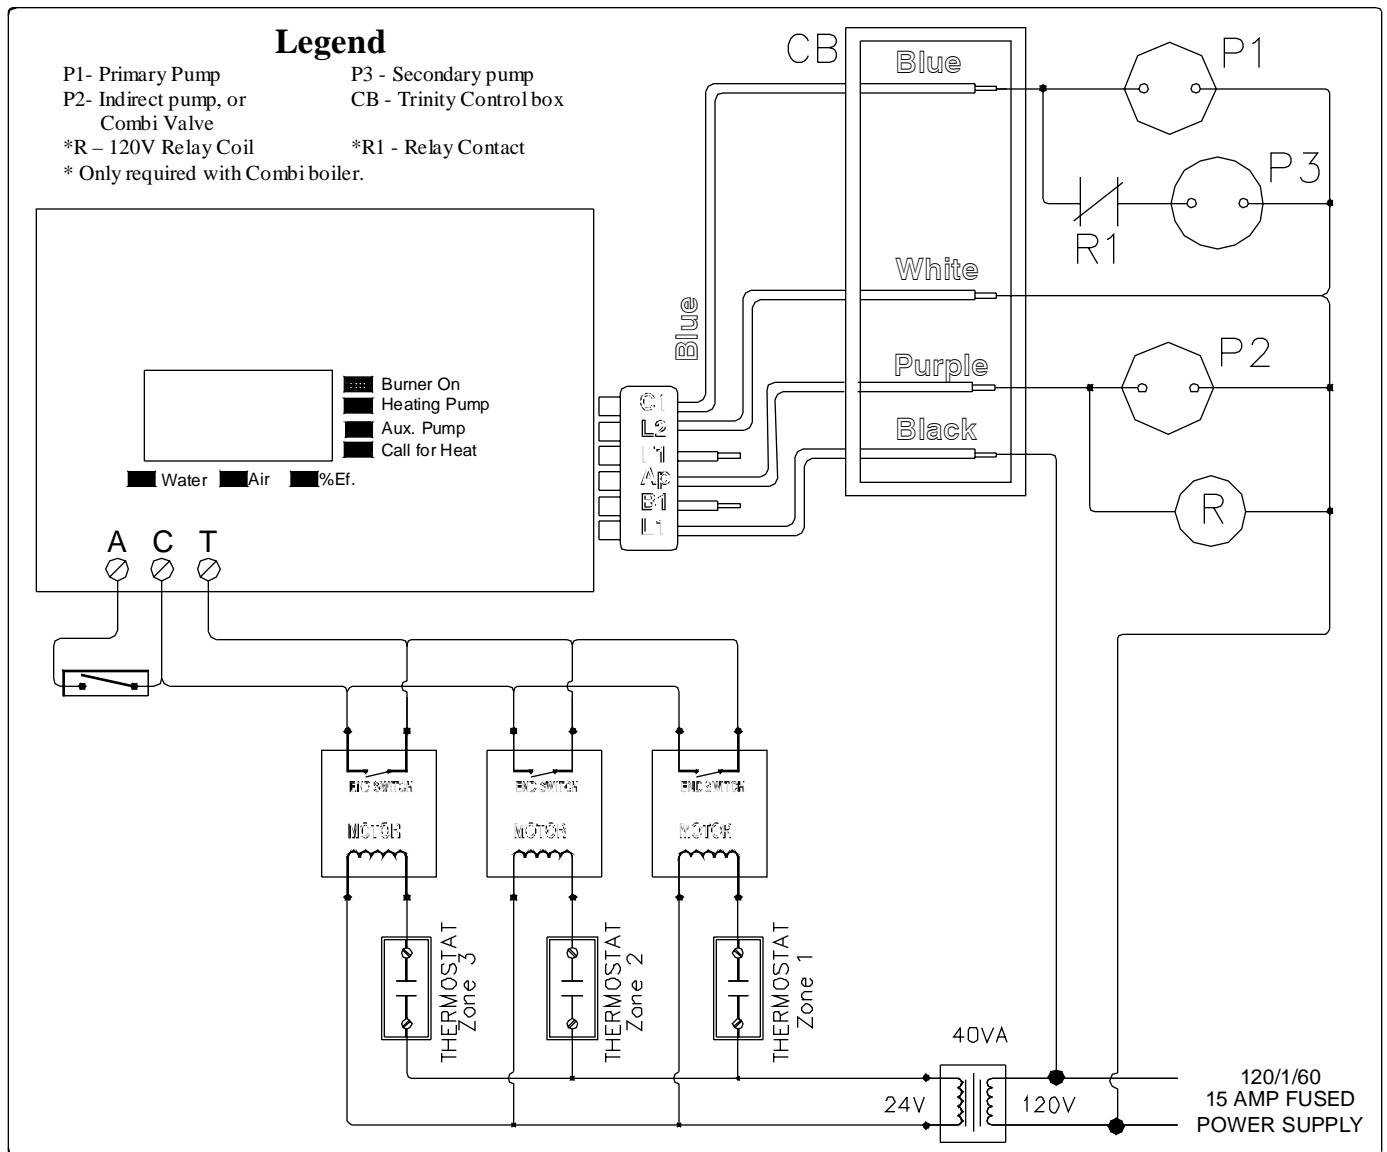 Legend
P1- Primary Pump
P2- Indirect pump, or
Combi Valve
*R – 120V Relay Coil
* Only required with Combi boiler.
P3 - Secondary pump
CB - Trinity Control box
*R1 - Relay Contact
CB
Blue
White
Purple
Black
P1
P3
R1
P2
R
Blue
Burner On
Heating Pump
Aux. Pump
Call for Heat
Water
Air
%Ef.
C1
L2
F1
Ap
B1
L1
A C T
END SWITCH
MOTOR
END SWITCH
MOTOR
END SWITCH
MOTOR
THERMOSTAT
Zone 3
THERMOSTAT
Zone 2
THERMOSTAT
Zone 1
40VA
24V
120V
120/1/60
15 AMP FUSED
POWER SUPPLY